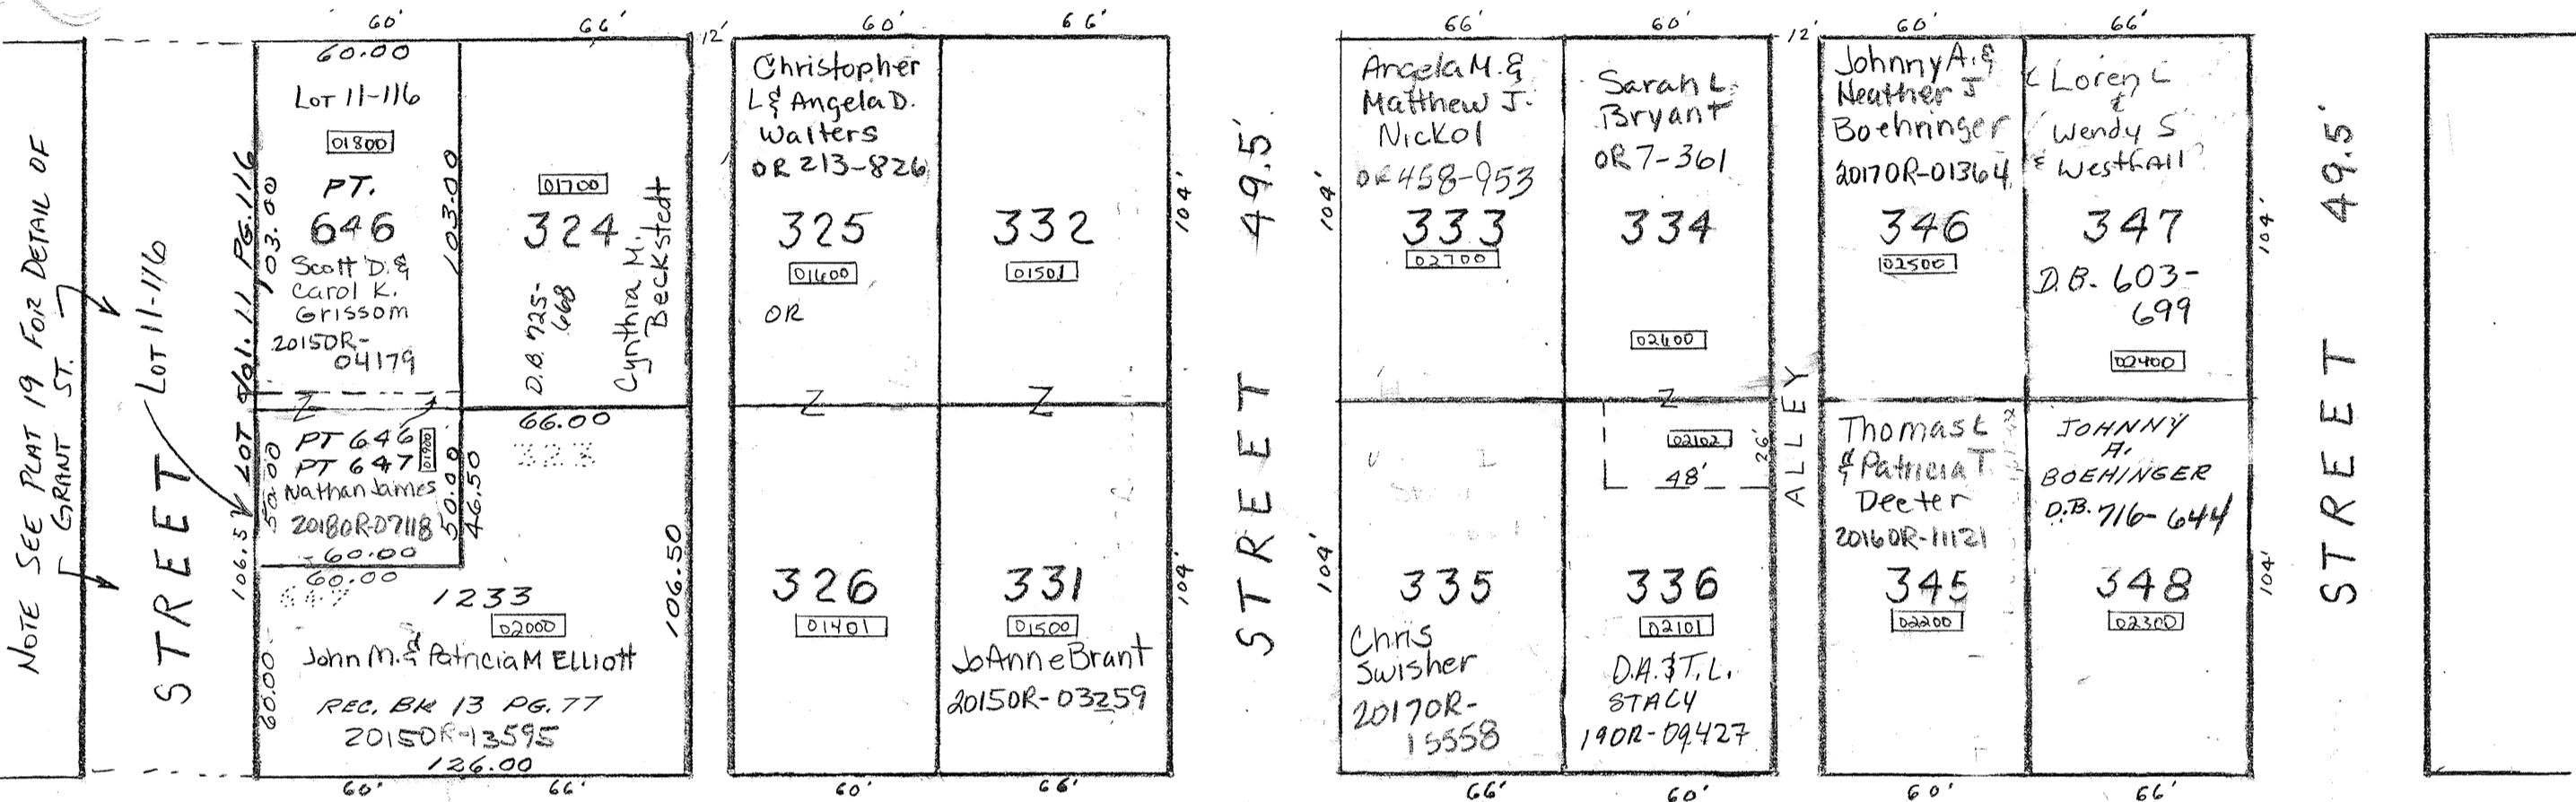 60'
66'
12'
60'
66'
66'
60'
12'
60'
66'
NOTE SEE PLAT 19 FOR DETAIL OF
GRANT ST.
STREET
LOT 11-116
LOT Vol. 11 PG. 116
60.00
LOT 11-116
01800
PT.
646
Scott D. &
Carol K.
Grissom
2015OR-
04179
103.00
103.00
01700
324
D.B. 725-
668
Cynthia M.
Beckstedt
PT 646
PT 647
01900
Nathan James
2018OR-07118
50.00
50.00
46.50
60.00
66.00
323
106.5
60.00
647
1233
02000
John M. & Patricia M Elliott
REC. BK 13 PG. 77
2015OR-13595
126.00
60.00
106.50
60'
66'
Christopher
L & Angela D.
Walters
OR 213-826
325
01600
OR
332
01501
104'
326
01401
331
01500
JoAnne Brant
2015OR-03259
104'
60'
66'
STREET 49.5'
Angela M. &
Matthew J.
Nickol
OR 458-953
333
02700
104'
Sarah L.
Bryant
OR 7-361
334
02600
335
Chris
Swisher
2017OR-
15558
104'
02102
26'
48'
336
02101
D.A. & T.L.
STACY
19OR-09427
66'
60'
ALLEY
Johnny A. &
Heather J
Boehringer
2017OR-01364
346
02500
Loren L
&
Wendy S
Westfall
347
D.B. 603-
699
02400
104'
Thomas L
& Patricia T.
Deeter
2016OR-11121
345
02200
JOHNNY
A.
BOEHINGER
D.B. 716-644
348
02300
104'
60'
66'
STREET 49.5'